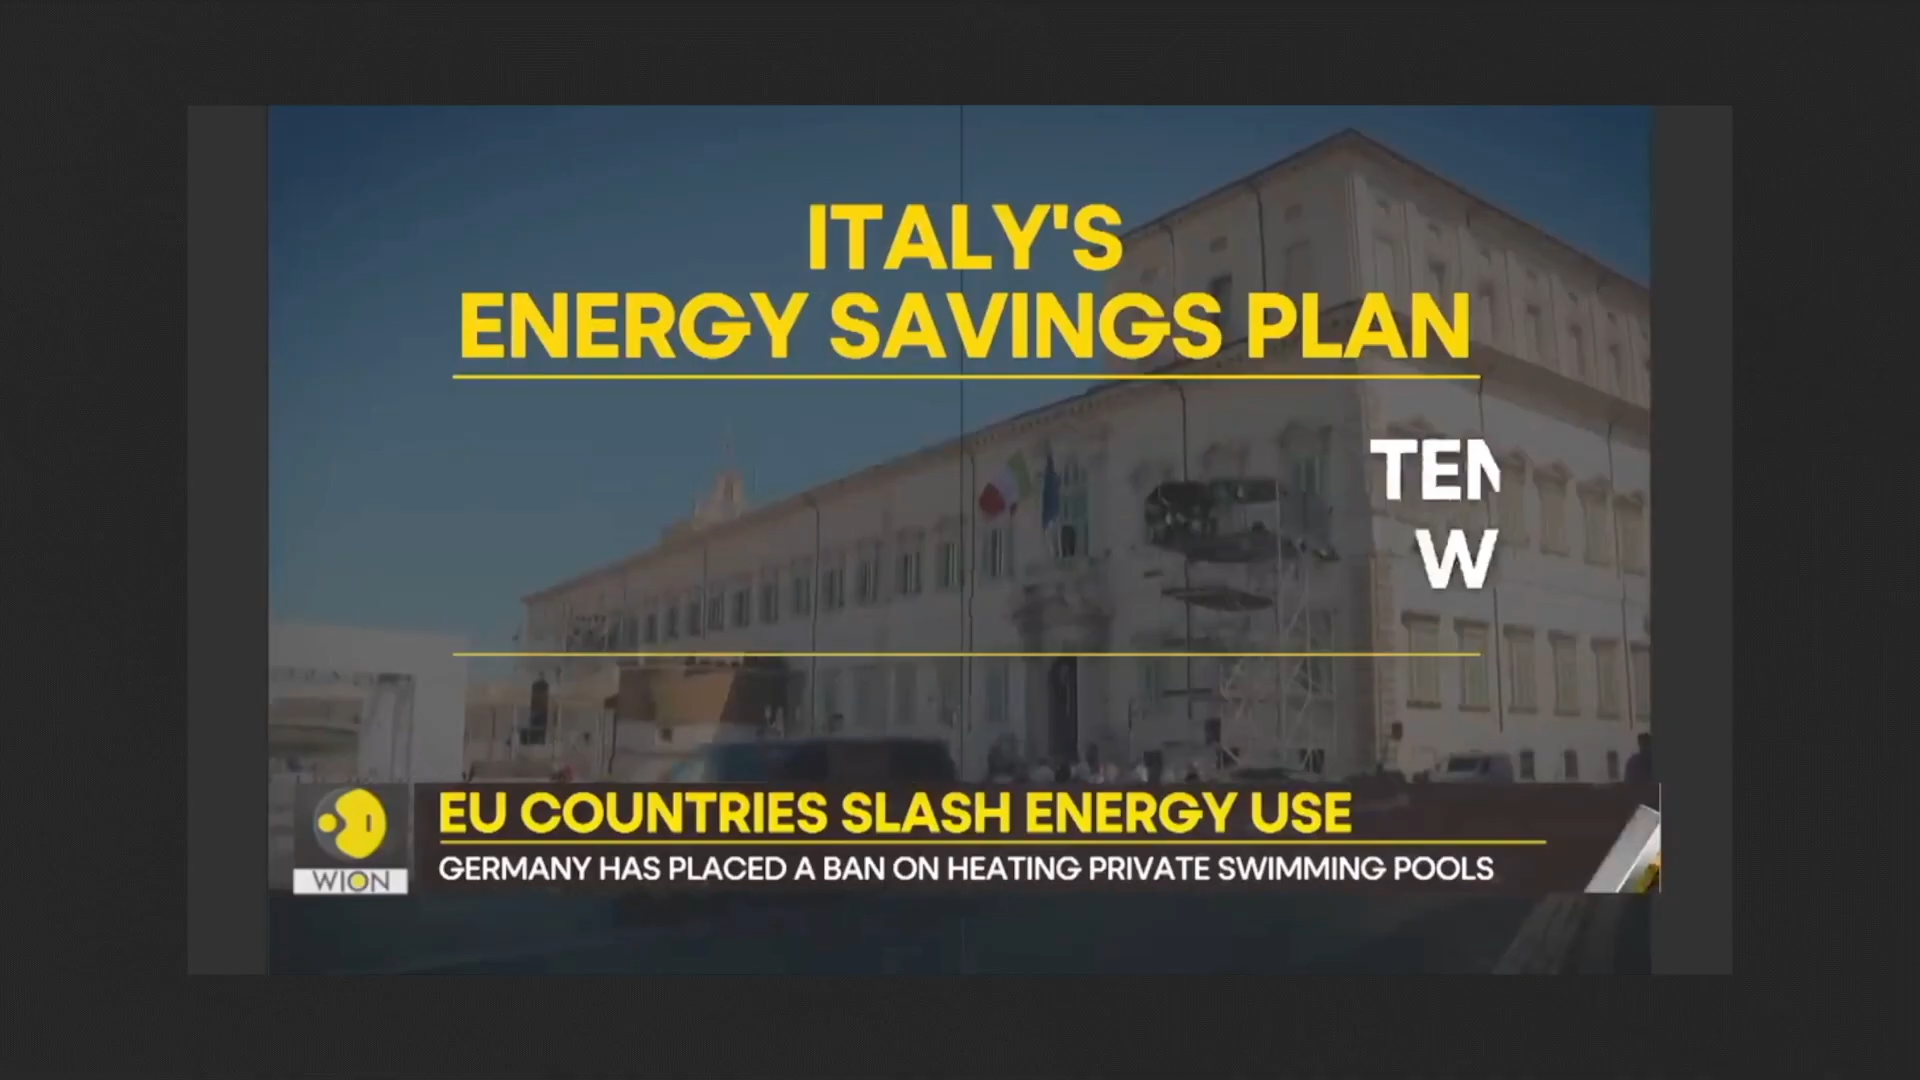 ITALY'S
ENERGY SAVINGS PLAN
EU COUNTRIES SLASH ENERGY USE
GERMANY HAS PLACED A BAN ON HEATING PRIVATE SWIMMING POOLS
WION